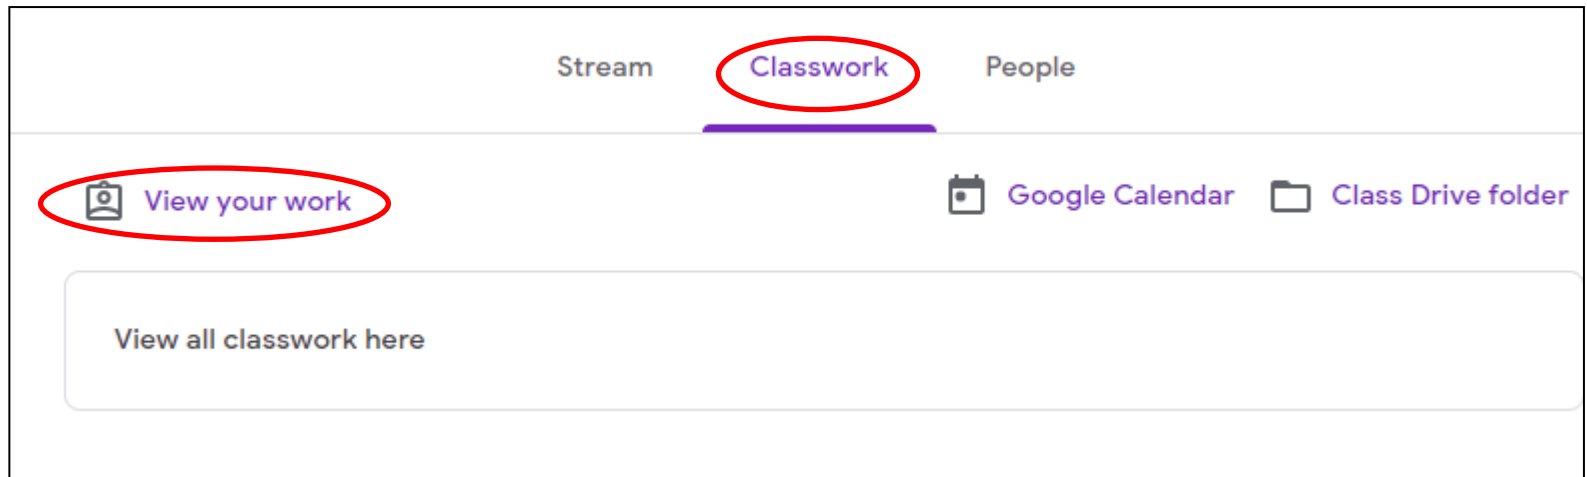 Stream Classwork People
View your work Google Calendar Class Drive folder
View all classwork here